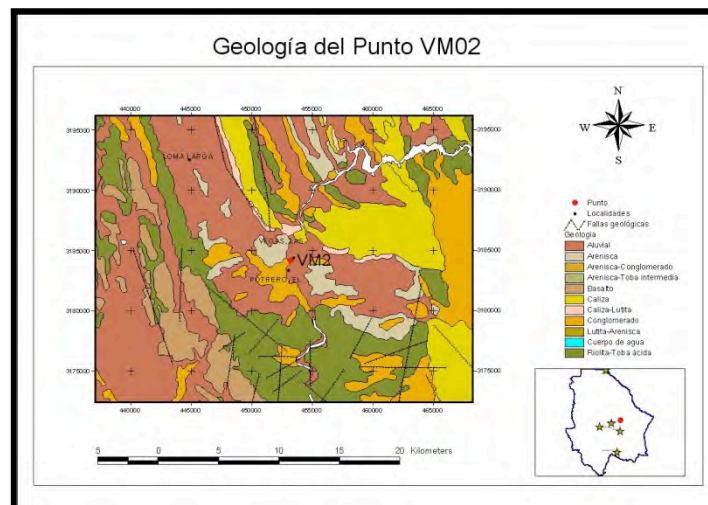 Geología del Punto VM02
440000 445000 450000 455000 460000 465000
3195000 3195000
3190000 3190000
3185000 3185000
3180000 3180000
3175000 3175000
LOMA LARGA
VM2
POTRERO, EL
440000 445000 450000 455000 460000 465000
N
W E
S
Punto
Localidades
Fallas geológicas
Geología
Aluvial
Arenisca
Arenisca-Conglomerado
Arenisca-Toba intermedia
Basalto
Caliza
Caliza-Lutita
Conglomerado
Lutita-Arenisca
Cuerpo de agua
Riolita-Toba ácida
5 0 5 10 15 20 Kilometers